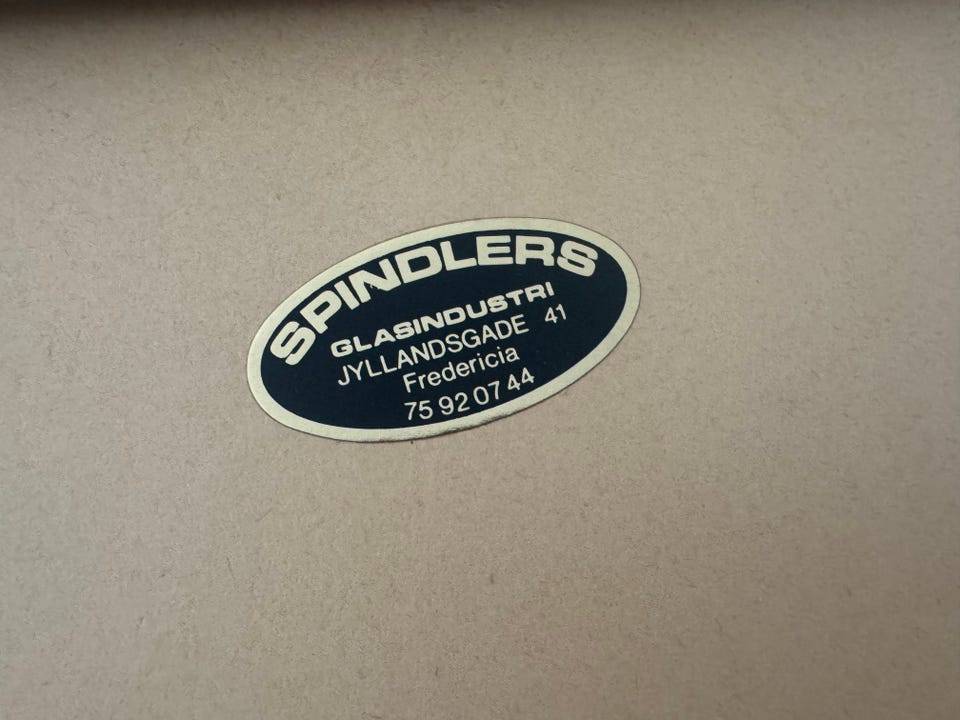 SPINDLERS
GLASINDUSTRI
JYLLANDSGADE 41
Fredericia
75 92 07 44